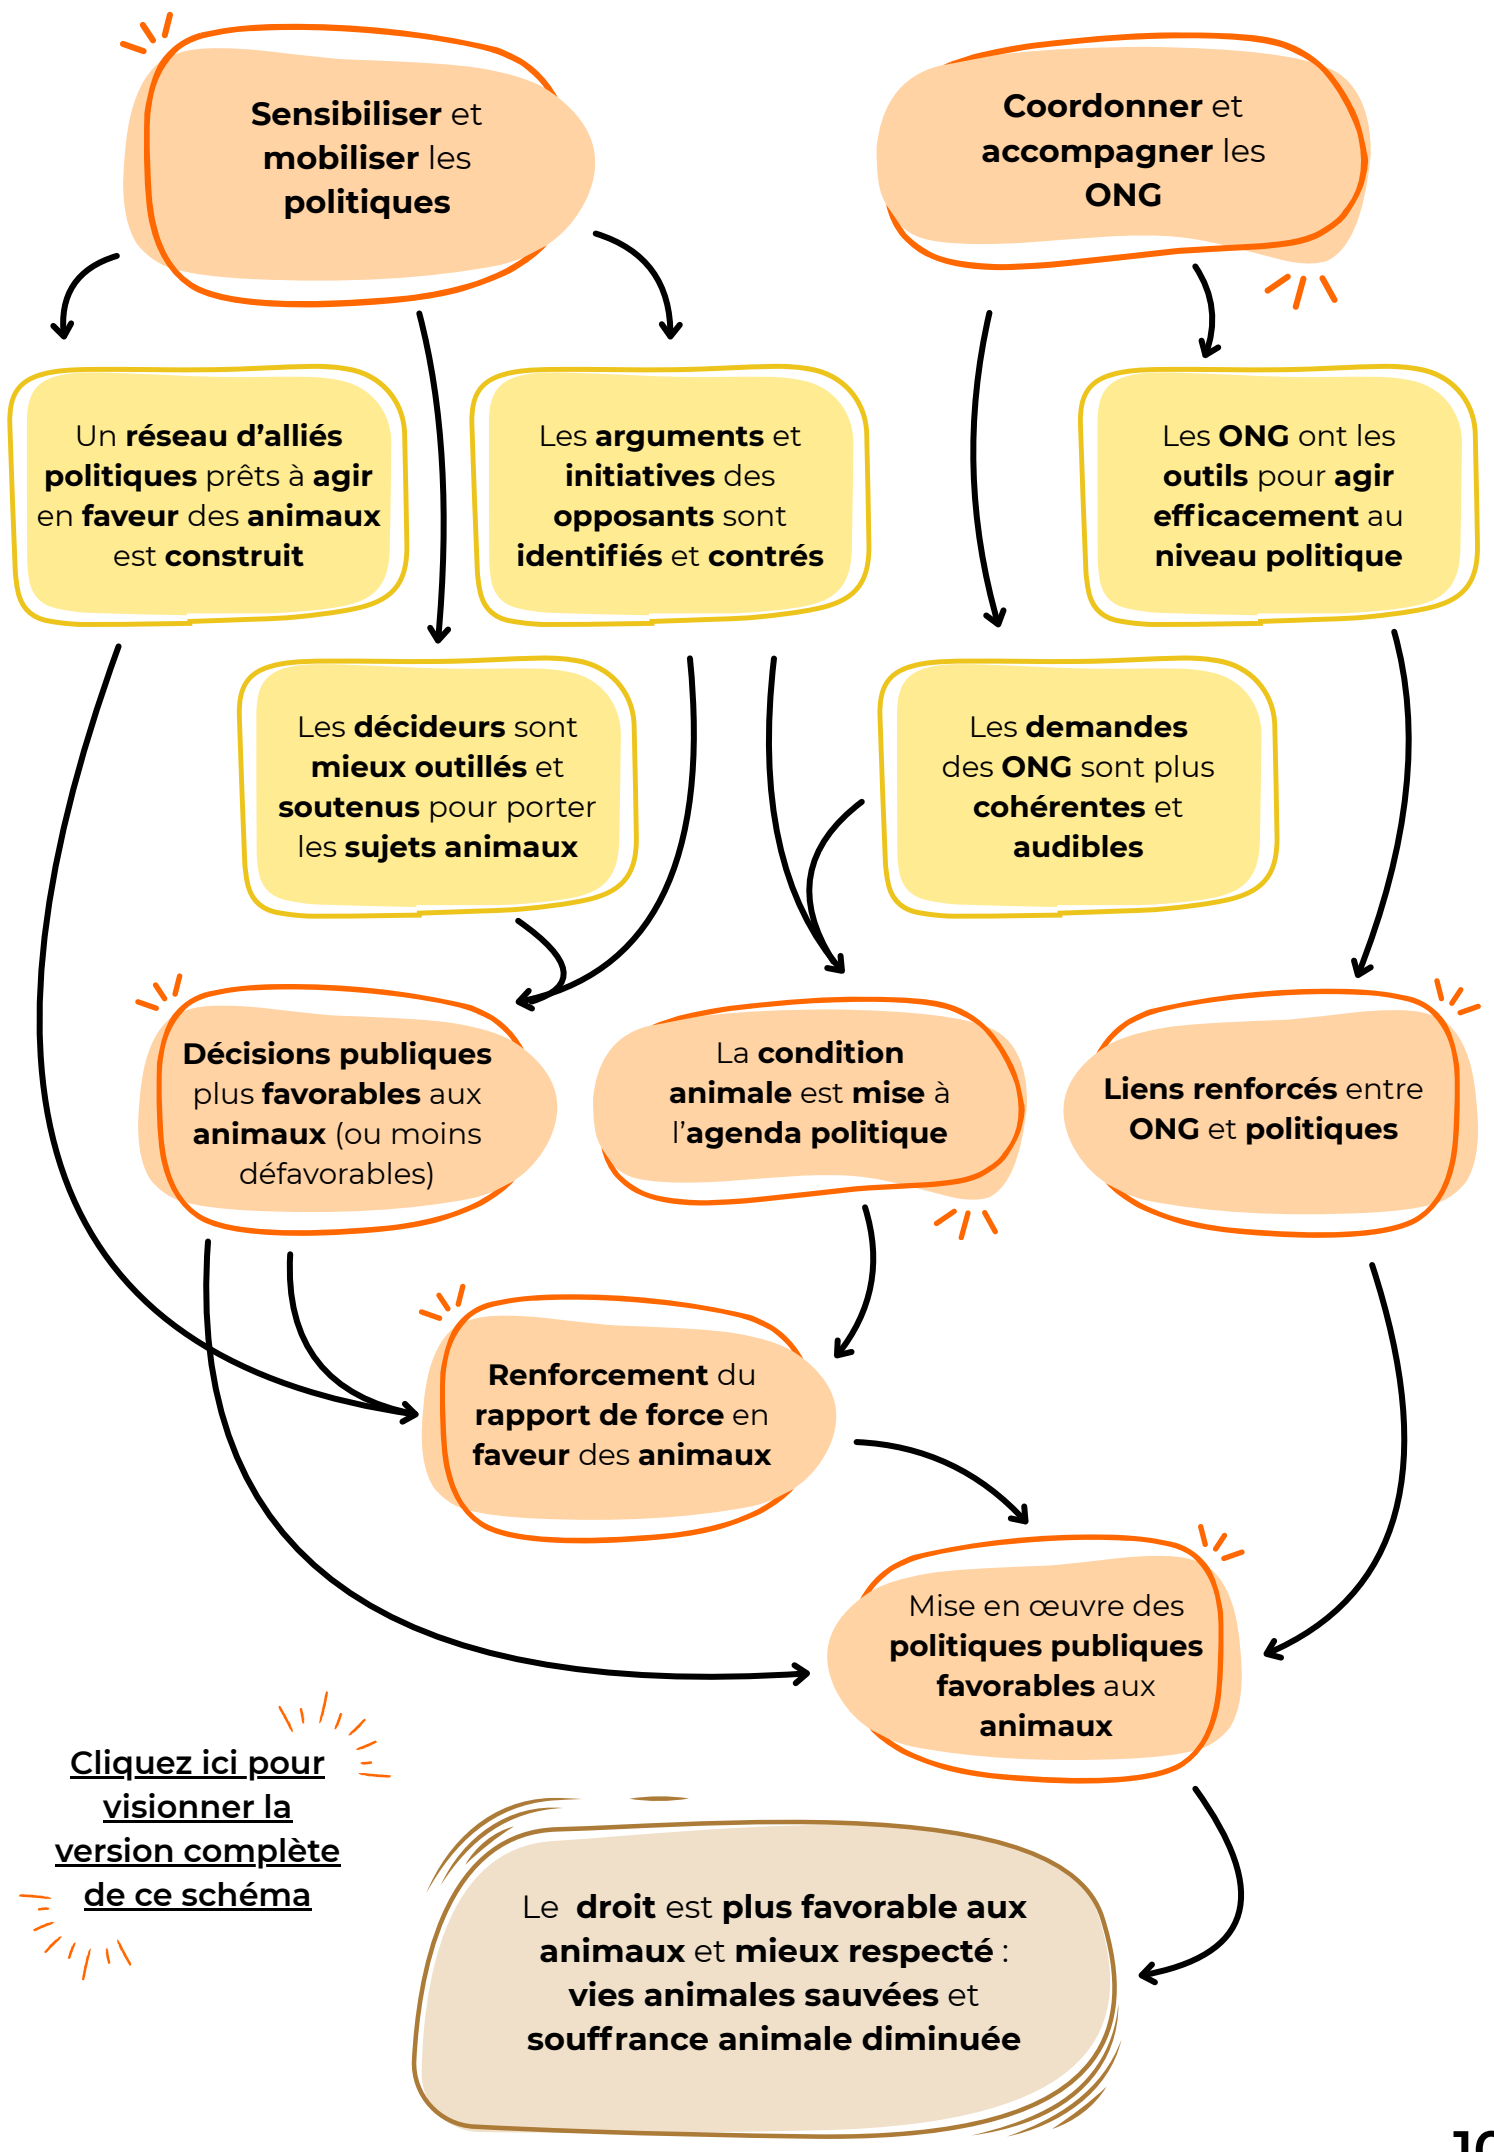 Sensibiliser et
mobiliser les
politiques
Coordonner et
accompagner les
ONG
Un réseau d’alliés
politiques prêts à agir
en faveur des animaux
est construit
Les arguments et
initiatives des
opposants sont
identifiés et contrés
Les ONG ont les
outils pour agir
efficacement au
niveau politique
Les décideurs sont
mieux outillés et
soutenus pour porter
les sujets animaux
Les demandes
des ONG sont plus
cohérentes et
audibles
Décisions publiques
plus favorables aux
animaux (ou moins
défavorables)
La condition
animale est mise à
l’agenda politique
Liens renforcés entre
ONG et politiques
Renforcement du
rapport de force en
faveur des animaux
Mise en œuvre des
politiques publiques
favorables aux
animaux
Cliquez ici pour
visionner la
version complète
de ce schéma
Le droit est plus favorable aux
animaux et mieux respecté :
vies animales sauvées et
souffrance animale diminuée